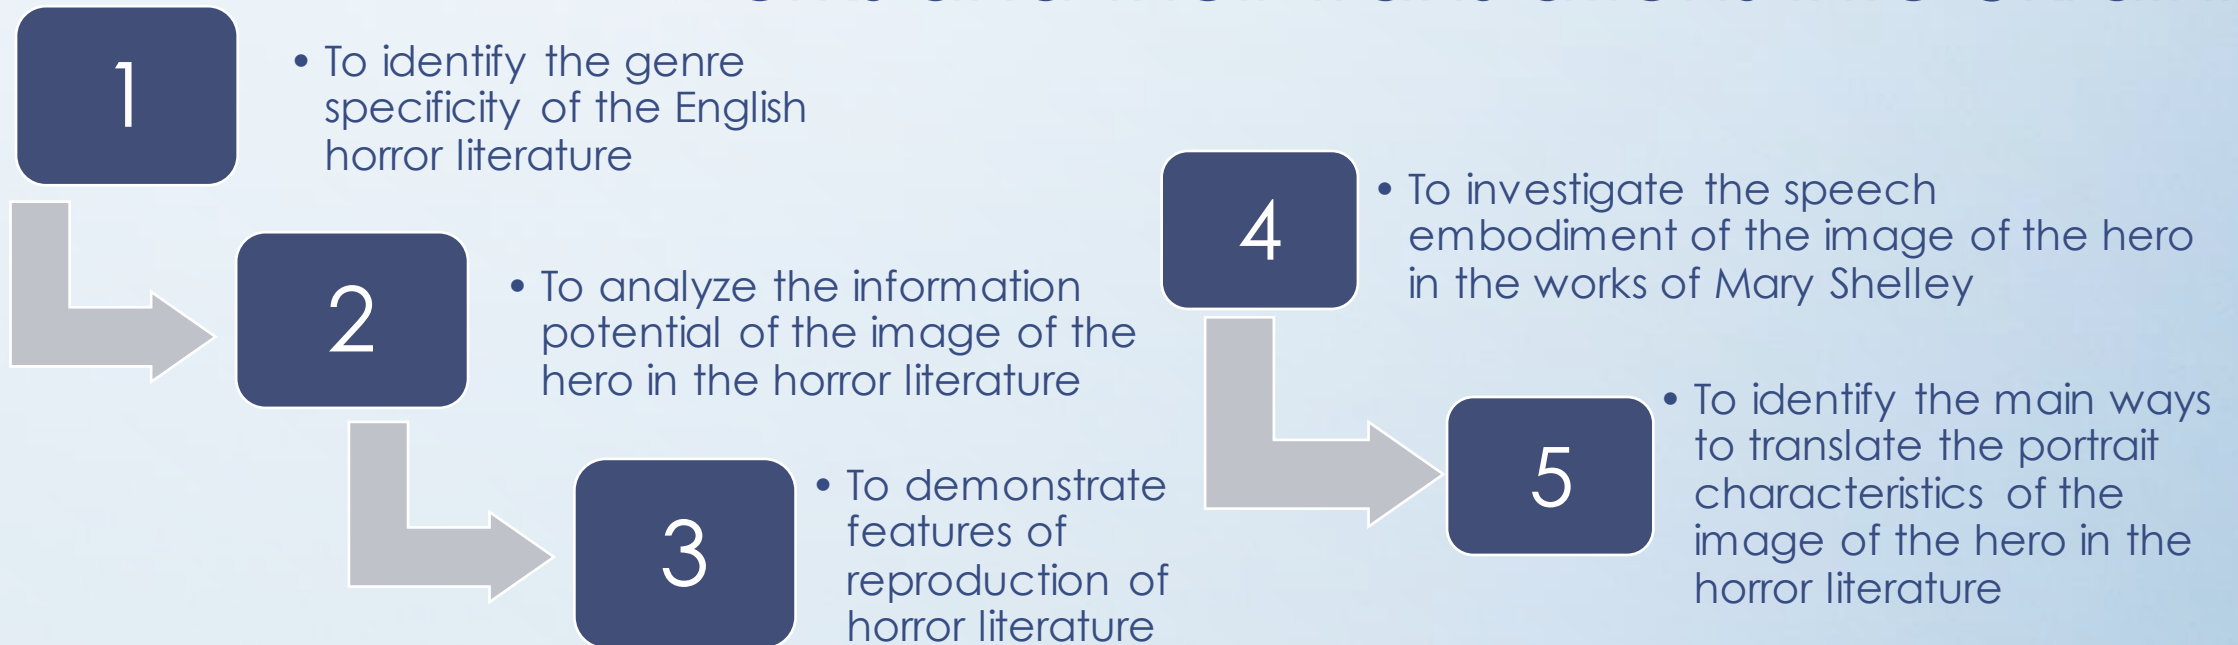 1
• To identify the genre
specificity of the English
horror literature
2
• To analyze the information
potential of the image of the
hero in the horror literature
3
• To demonstrate
features of
reproduction of
horror literature
4
• To investigate the speech
embodiment of the image of the hero
in the works of Mary Shelley
5
• To identify the main ways
to translate the portrait
characteristics of the
image of the hero in the
horror literature